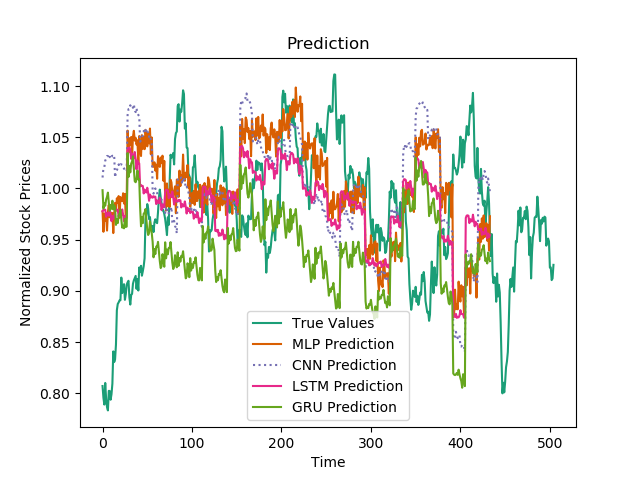 Prediction
Normalized Stock Prices
1.10
1.05
1.00
0.95
0.90
0.85
0.80
True Values
MLP Prediction
CNN Prediction
LSTM Prediction
GRU Prediction
0 100 200 300 400 500
Time